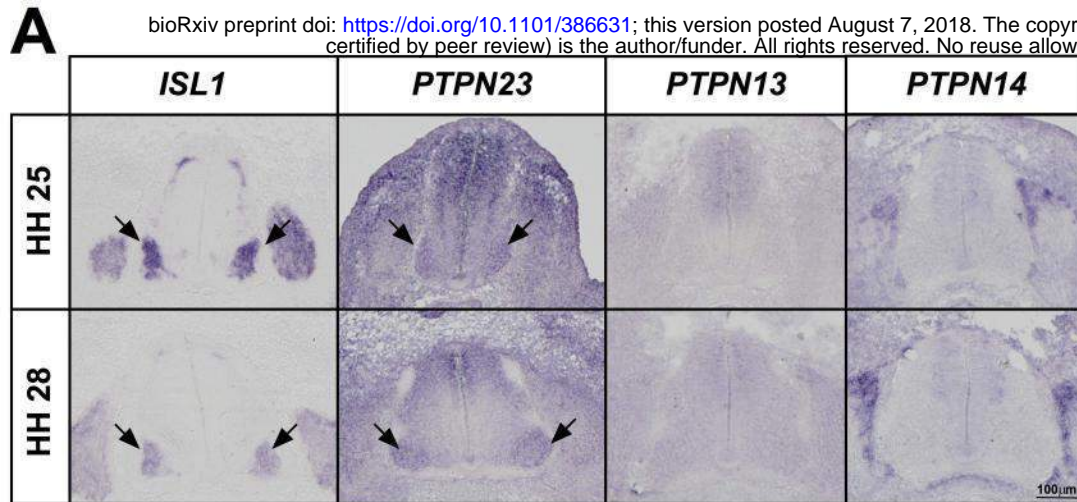 A
bioRxiv preprint doi: https://doi.org/10.1101/386631; this version posted August 7, 2018. The copyr
certified by peer review) is the author/funder. All rights reserved. No reuse allow
ISL1 PTPN23 PTPN13 PTPN14
HH 25
HH 28
100μm